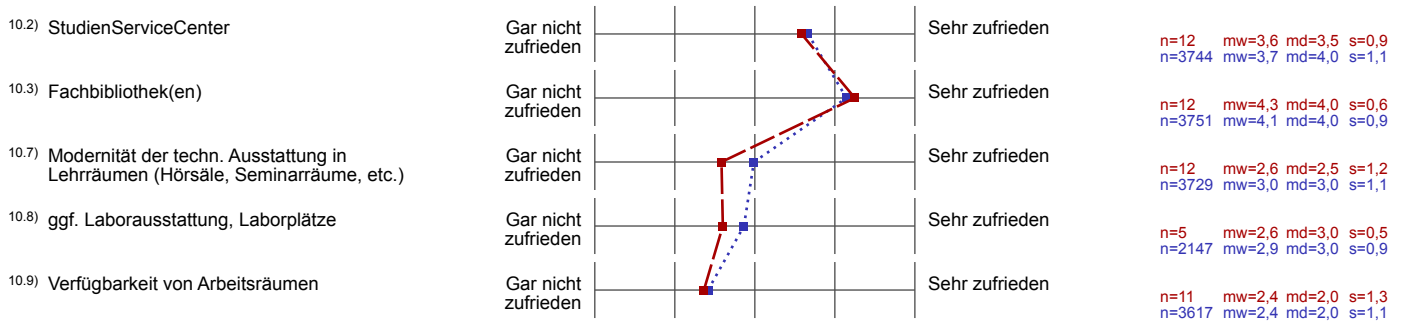 10.2) StudienServiceCenter
Gar nicht
zufrieden
Sehr zufrieden
n=12 mw=3,6 md=3,5 s=0,9
n=3744 mw=3,7 md=4,0 s=1,1
10.3) Fachbibliothek(en)
Gar nicht
zufrieden
Sehr zufrieden
n=12 mw=4,3 md=4,0 s=0,6
n=3751 mw=4,1 md=4,0 s=0,9
10.7) Modernität der techn. Ausstattung in
Lehrräumen (Hörsäle, Seminarräume, etc.)
Gar nicht
zufrieden
Sehr zufrieden
n=12 mw=2,6 md=2,5 s=1,2
n=3729 mw=3,0 md=3,0 s=1,1
10.8) ggf. Laborausstattung, Laborplätze
Gar nicht
zufrieden
Sehr zufrieden
n=5 mw=2,6 md=3,0 s=0,5
n=2147 mw=2,9 md=3,0 s=0,9
10.9) Verfügbarkeit von Arbeitsräumen
Gar nicht
zufrieden
Sehr zufrieden
n=11 mw=2,4 md=2,0 s=1,3
n=3617 mw=2,4 md=2,0 s=1,1